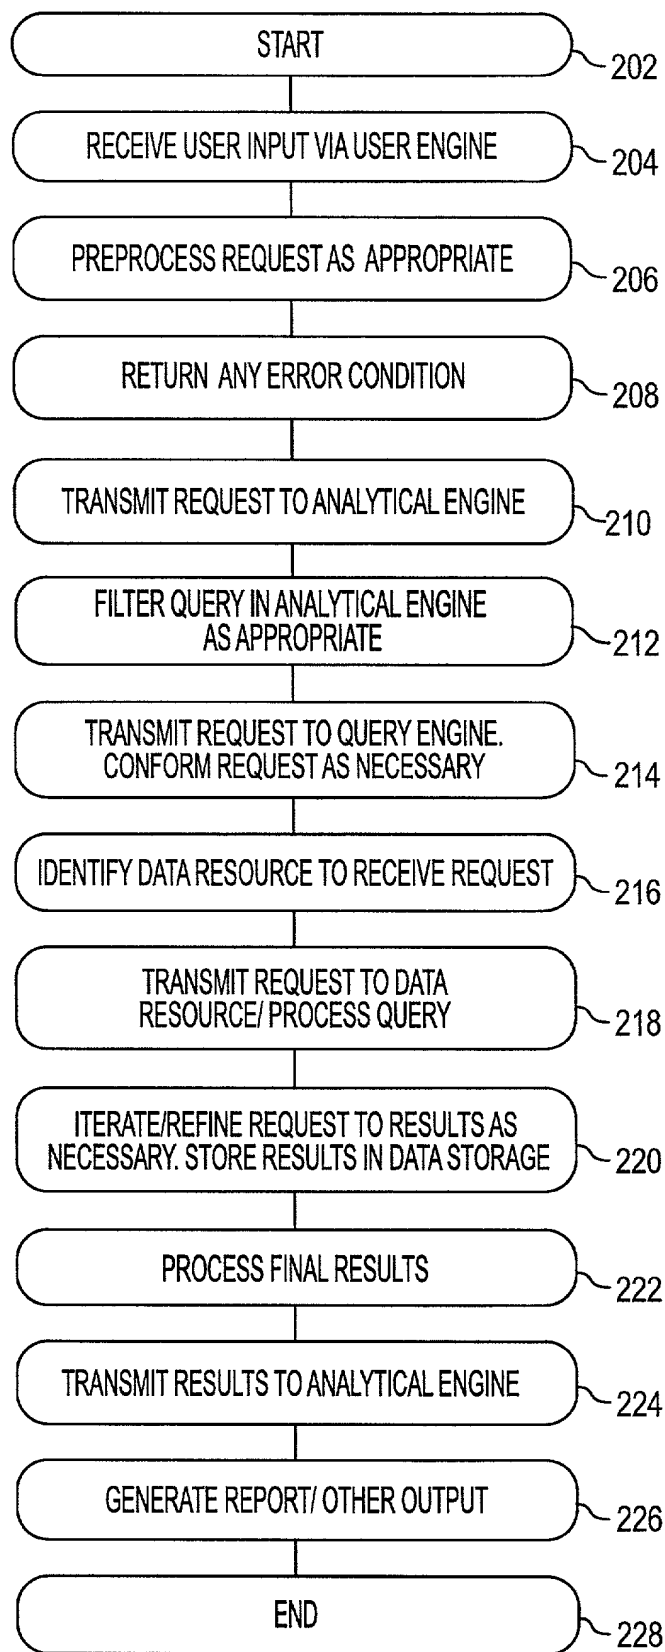 START
202
RECEIVE USER INPUT VIA USER ENGINE
204
PREPROCESS REQUEST AS APPROPRIATE
206
RETURN ANY ERROR CONDITION
208
TRANSMIT REQUEST TO ANALYTICAL ENGINE
210
FILTER QUERY IN ANALYTICAL ENGINE
AS APPROPRIATE
212
TRANSMIT REQUEST TO QUERY ENGINE.
CONFORM REQUEST AS NECESSARY
214
IDENTIFY DATA RESOURCE TO RECEIVE REQUEST
216
TRANSMIT REQUEST TO DATA
RESOURCE/ PROCESS QUERY
218
ITERATE/REFINE REQUEST TO RESULTS AS
NECESSARY. STORE RESULTS IN DATA STORAGE
220
PROCESS FINAL RESULTS
222
TRANSMIT RESULTS TO ANALYTICAL ENGINE
224
GENERATE REPORT/ OTHER OUTPUT
226
END
228